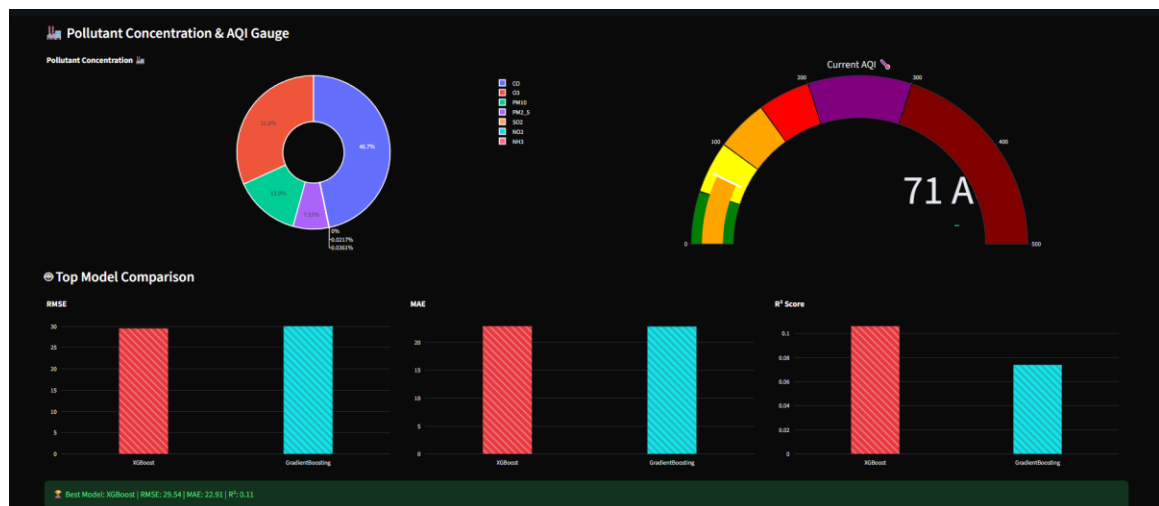 Pollutant Concentration & AQI Gauge
Pollutant Concentration
CO
O3
PM10
PM2_5
SO2
NO2
NH3
46.7%
7.32%
0%
0.0217%
0.0361%
Current AQI
0
100
200
300
400
500
71 A
Top Model Comparison
RMSE
30
25
20
15
10
5
0
XGBoost
GradientBoosting
MAE
20
15
10
5
0
XGBoost
GradientBoosting
R² Score
0.1
0.08
0.06
0.04
0.02
0
XGBoost
GradientBoosting
Best Model: XGBoost | RMSE: 29.54 | MAE: 22.91 | R²: 0.11